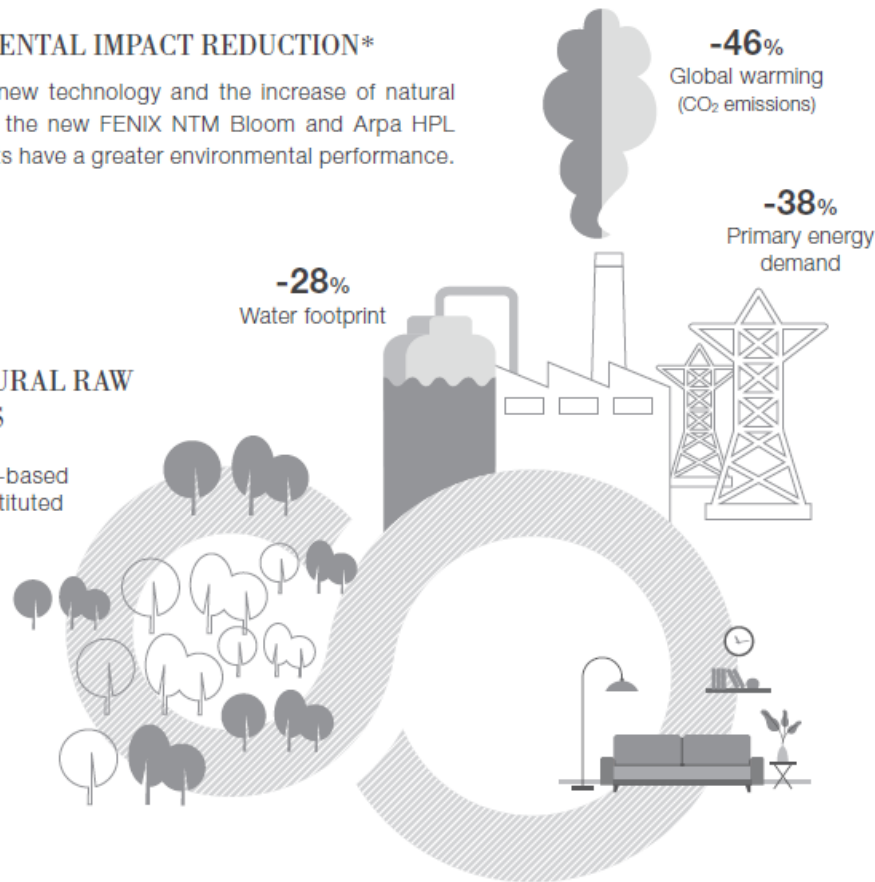 ENTAL IMPACT REDUCTION*
new technology and the increase of natural
the new FENIX NTM Bloom and Arpa HPL
s have a greater environmental performance.
-46%
Global warming
(CO₂ emissions)
-38%
Primary energy
demand
-28%
Water footprint
URAL RAW
S
-based
tituted